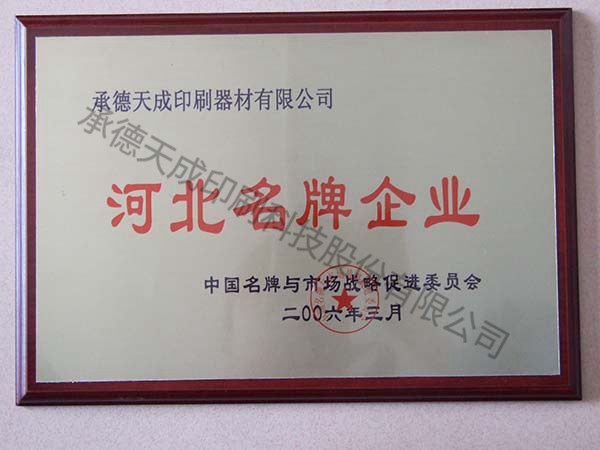 承德天成印刷器材有限公司
河北名牌企业
中国名牌与市场战略促进委员会
二00六年三月
承德天成印刷科技股份有限公司